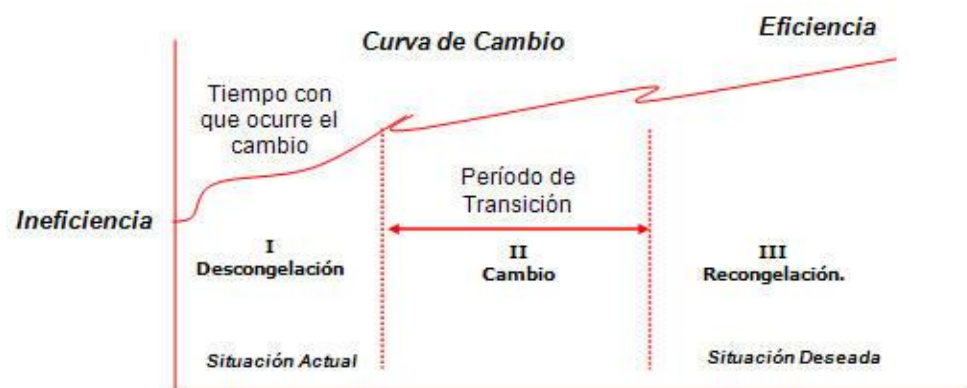 Curva de Cambio
Eficiencia
Tiempo con
que ocurre el
cambio
Ineficiencia
Período de
Transición
I
Descongelación
II
Cambio
III
Recongelación.
Situación Actual
Situación Deseada